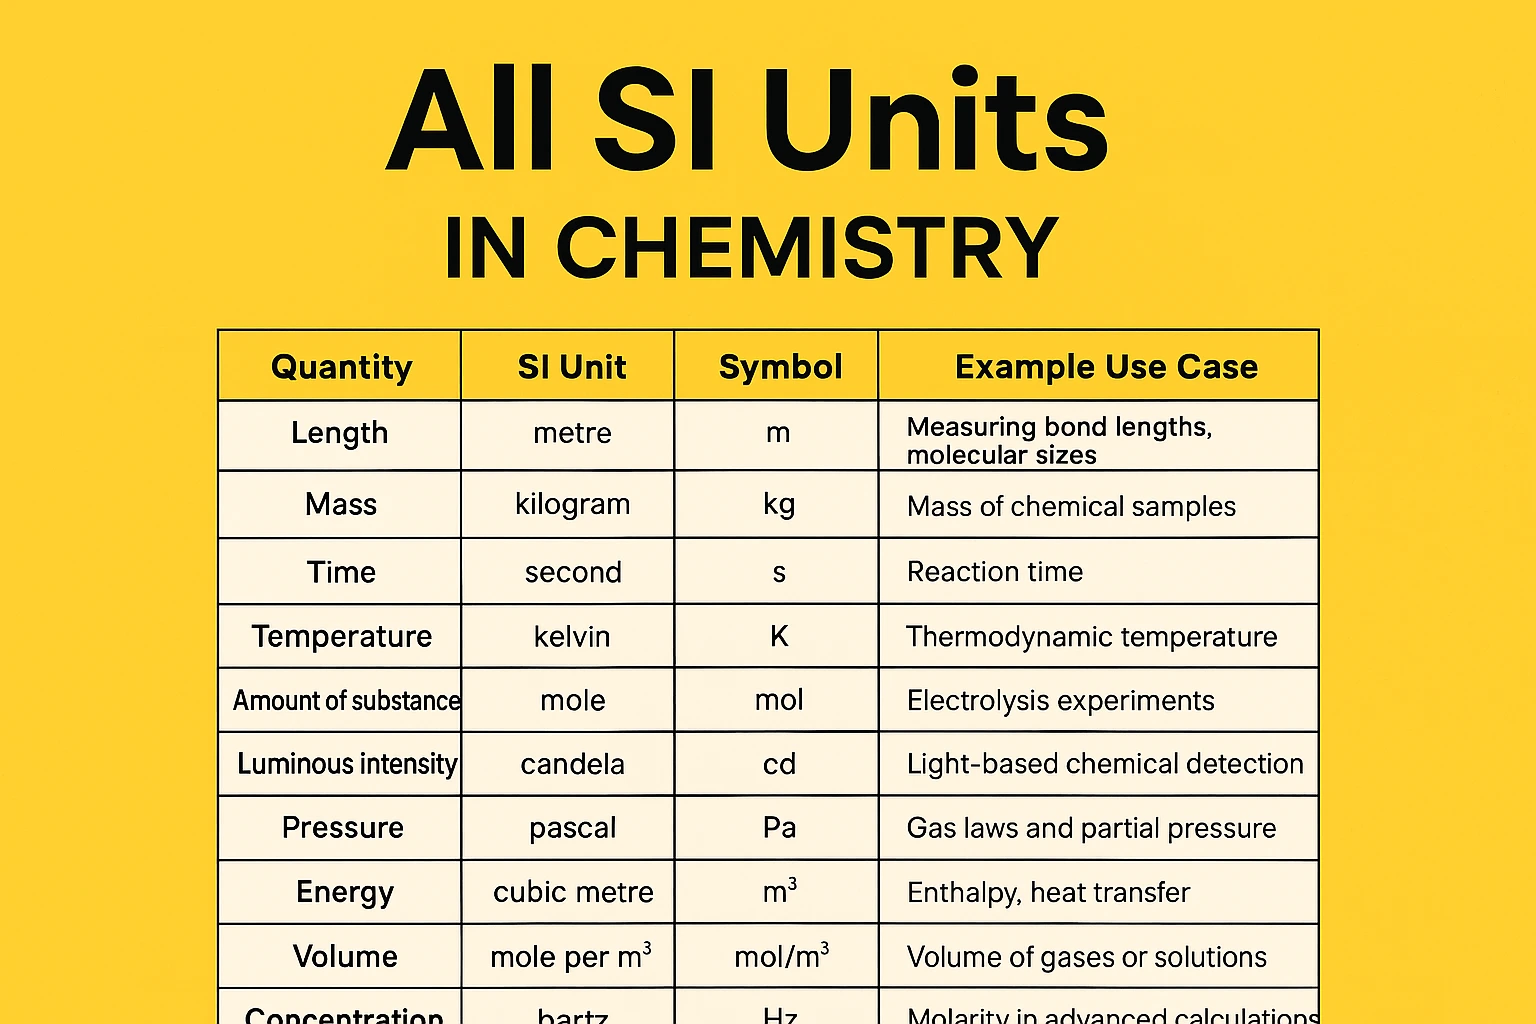 All SI Units
IN CHEMISTRY
Quantity SI Unit Symbol Example Use Case
Length metre m Measuring bond lengths,
molecular sizes
Mass kilogram kg Mass of chemical samples
Time second s Reaction time
Temperature kelvin K Thermodynamic temperature
Amount of substance mole mol Electrolysis experiments
Luminous intensity candela cd Light-based chemical detection
Pressure pascal Pa Gas laws and partial pressure
Energy cubic metre m³ Enthalpy, heat transfer
Volume mole per m³ mol/m³ Volume of gases or solutions
Concentration hartz Hz Molarity in advanced calculations